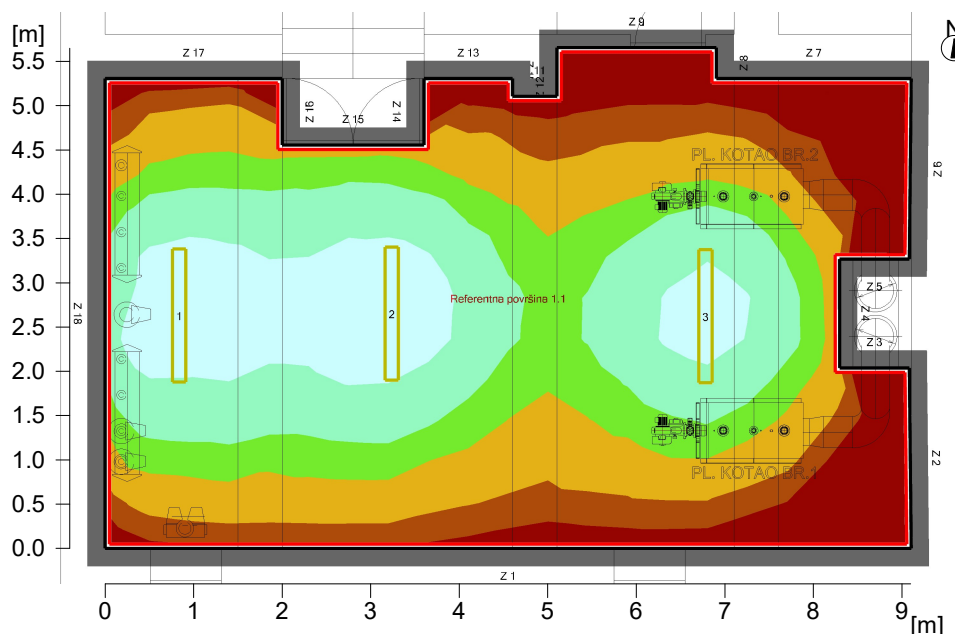 Z 9
N
[m]
Z 17
Z 13
Z 7
5.5
Z 8
5.0
Z 12
Z 16
Z 15
Z 14
4.5
PL. KOTAO BR.2
Z 6
4.0
3.5
3.0
Referentna površina 1.1
Z 5
1
2
3
Z 18
Z 4
2.5
Z 3
2.0
1.5
1.0
PL. KOTAO BR.1
Z 2
0.5
0.0
Z 1
0 1 2 3 4 5 6 7 8 9
[m]